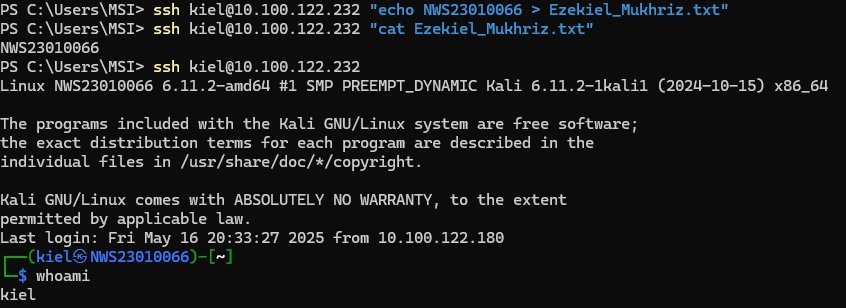 PS C:\Users\MSI> ssh kiel@10.100.122.232 "echo NWS23010066 > Ezekiel_Mukhriz.txt"
PS C:\Users\MSI> ssh kiel@10.100.122.232 "cat Ezekiel_Mukhriz.txt"
NWS23010066
PS C:\Users\MSI> ssh kiel@10.100.122.232
Linux NWS23010066 6.11.2-amd64 #1 SMP PREEMPT_DYNAMIC Kali 6.11.2-1kali1 (2024-10-15) x86_64

The programs included with the Kali GNU/Linux system are free software;
the exact distribution terms for each program are described in the
individual files in /usr/share/doc/*/copyright.

Kali GNU/Linux comes with ABSOLUTELY NO WARRANTY, to the extent
permitted by applicable law.
Last login: Fri May 16 20:33:27 2025 from 10.100.122.180
┌──(kiel㉿NWS23010066)-[~]
└─$ whoami
kiel